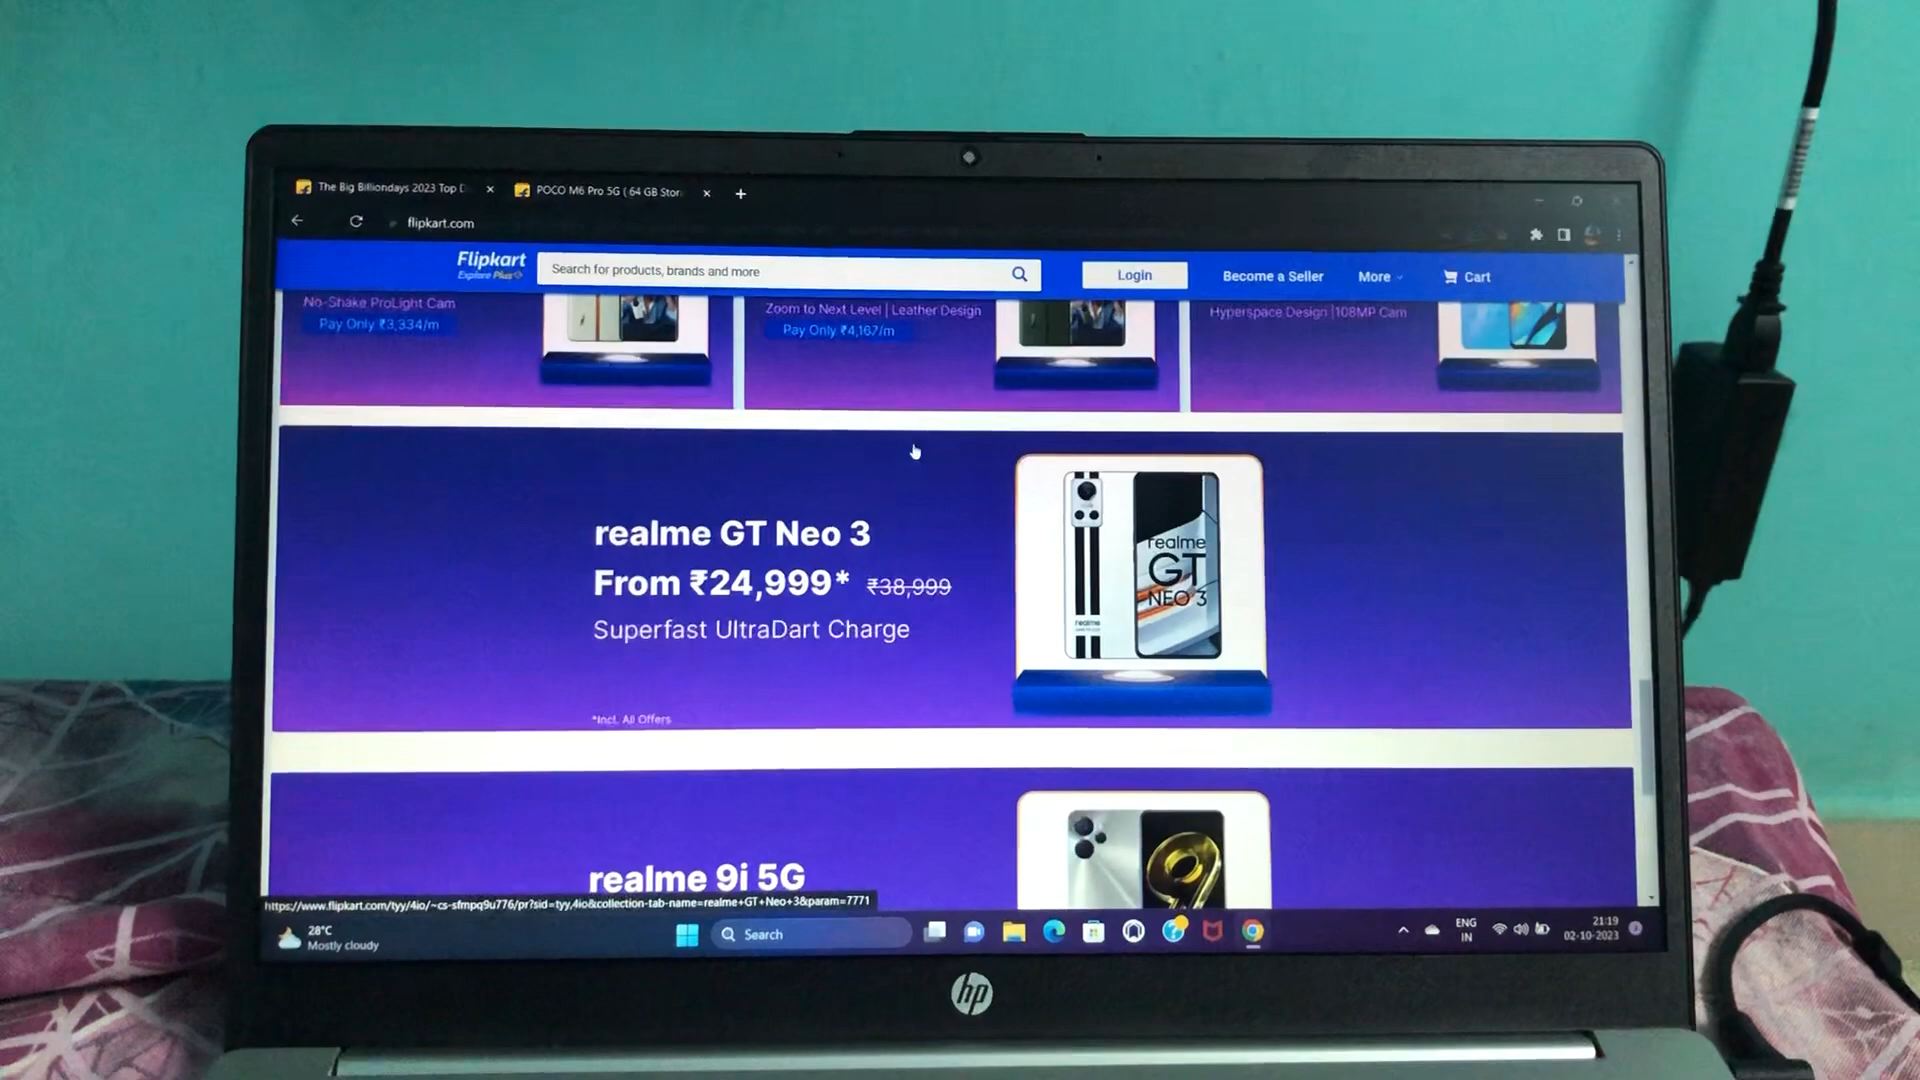 The Big Billiondays 2023 Top D
POCO M6 Pro 5G ( 64 GB Stor
flipkart.com
Flipkart
Explore Plus
Search for products, brands and more
Login
Become a Seller
More
Cart
No-Shake ProLight Cam
Pay Only ₹3,334/m
Zoom to Next Level | Leather Design
Pay Only ₹4,167/m
Hyperspace Design |108MP Cam
realme GT Neo 3
From ₹24,999* ₹38,999
Superfast UltraDart Charge
*Incl. All Offers
realme
GT
NEO 3
realme
realme 9i 5G
9
https://www.flipkart.com/tyy/4io/~cs-sfmpq9u776/pr?sid=tyy,4io&collection-tab-name=realme+GT+Neo+3&param=7771
28°C
Mostly cloudy
Search
ENG
IN
21:19
02-10-2023
hp